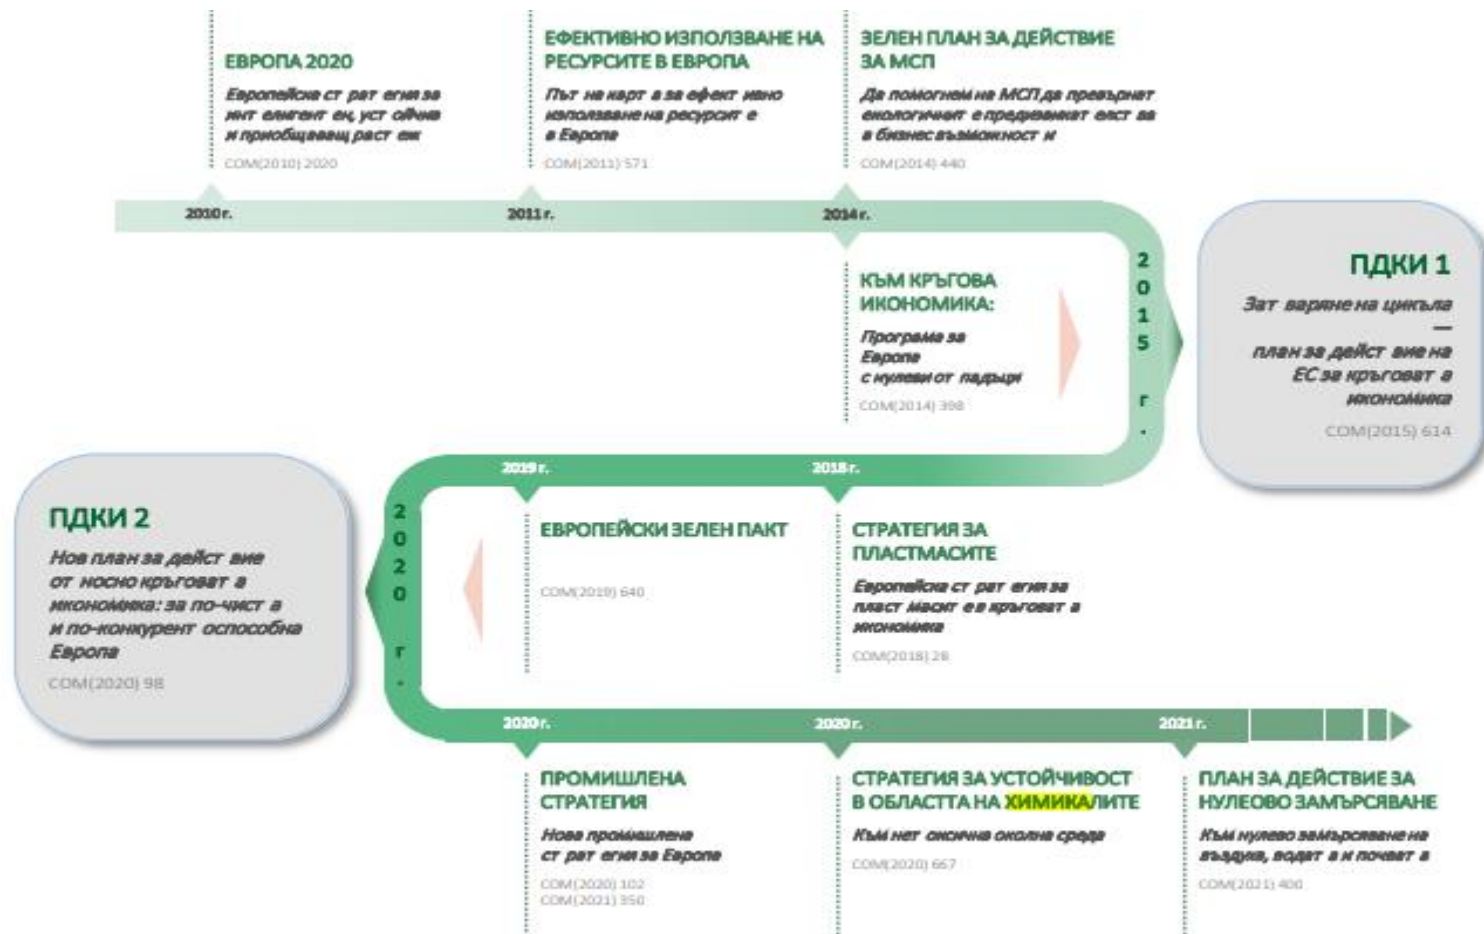 ЕВРОПА 2020
Европейска стратегия за
интелигентен, устойчив
и приобщаващ растеж
COM(2010) 2020
ЕФЕКТИВНО ИЗПОЛЗВАНЕ НА
РЕСУРСИТЕ В ЕВРОПА
Пътна карта за ефективно
използване на ресурсите
в Европа
COM(2011) 571
ЗЕЛЕН ПЛАН ЗА ДЕЙСТВИЕ
ЗА МСП
Да помогнем на МСП да превърнат
екологичните предизвикателства
в бизнес възможности
COM(2014) 440
2010 г.
2011 г.
2014 г.
2015 г.
КЪМ КРЪГОВА
ИКОНОМИКА:
Програма за
Европа
с нулеви отпадъци
COM(2014) 398
ПДКИ 1
Затваряне на цикъла
—
план за действие на
ЕС за кръговата
икономика
COM(2015) 614
2019 г.
2018 г.
ПДКИ 2
Нов план за действие
относно кръговата
икономика: за по-чиста
и по-конкурентоспособна
Европа
COM(2020) 98
2020 г.
ЕВРОПЕЙСКИ ЗЕЛЕН ПАКТ
COM(2019) 640
СТРАТЕГИЯ ЗА
ПЛАСТМАСИТЕ
Европейска стратегия за
пластмасите в кръговата
икономика
COM(2018) 28
2020 г.
2020 г.
2021 г.
ПРОМИШЛЕНА
СТРАТЕГИЯ
Нова промишлена
стратегия за Европа
COM(2020) 102
COM(2021) 350
СТРАТЕГИЯ ЗА УСТОЙЧИВОСТ
В ОБЛАСТТА НА ХИМИКАЛИТЕ
Към нетоксична околна среда
COM(2020) 667
ПЛАН ЗА ДЕЙСТВИЕ ЗА
НУЛЕОВО ЗАМЪРСЯВАНЕ
Към нулево замърсяване на
въздуха, водата и почвата
COM(2021) 400